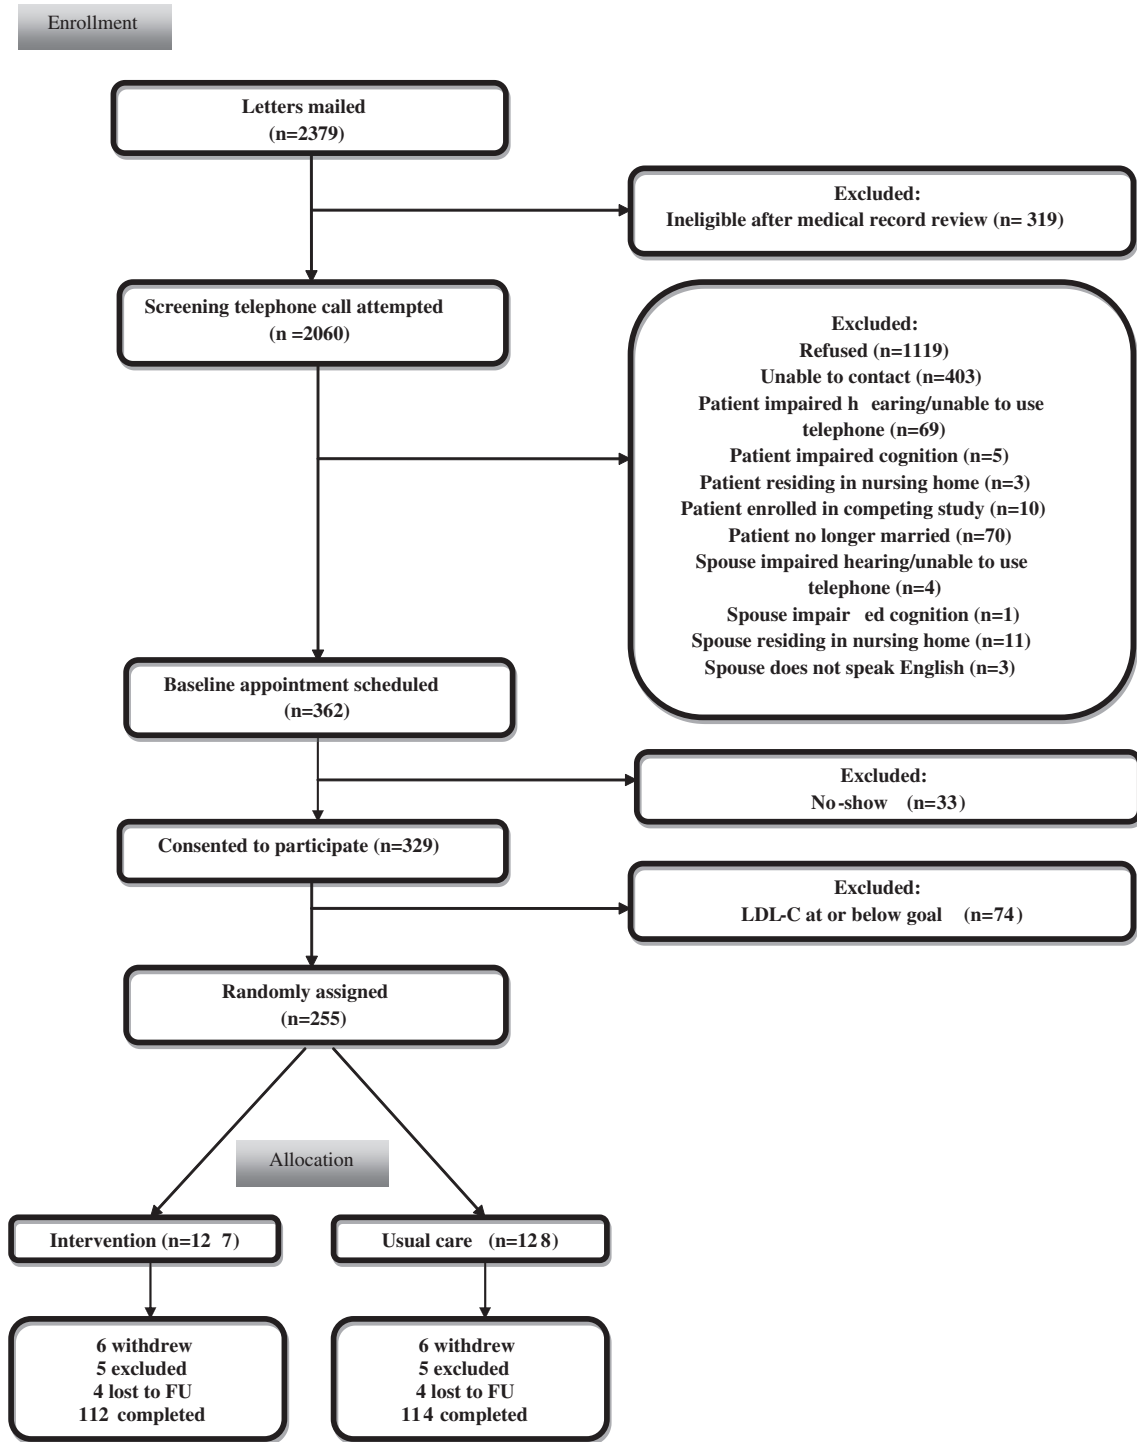 Enrollment
Letters mailed
(n=2379)
Excluded:
Ineligible after medical record review (n= 319)
Screening telephone call attempted
(n =2060)
Excluded:
Refused (n=1119)
Unable to contact (n=403)
Patient impaired h earing/unable to use
telephone (n=69)
Patient impaired cognition (n=5)
Patient residing in nursing home (n=3)
Patient enrolled in competing study (n=10)
Patient no longer married (n=70)
Spouse impaired hearing/unable to use
telephone (n=4)
Spouse impair ed cognition (n=1)
Spouse residing in nursing home (n=11)
Spouse does not speak English (n=3)
Baseline appointment scheduled
(n=362)
Excluded:
No-show (n=33)
Consented to participate (n=329)
Excluded:
LDL-C at or below goal (n=74)
Randomly assigned
(n=255)
Allocation
Intervention (n=12 7)
Usual care (n=128)
6 withdrew
5 excluded
4 lost to FU
112 completed
6 withdrew
5 excluded
4 lost to FU
114 completed